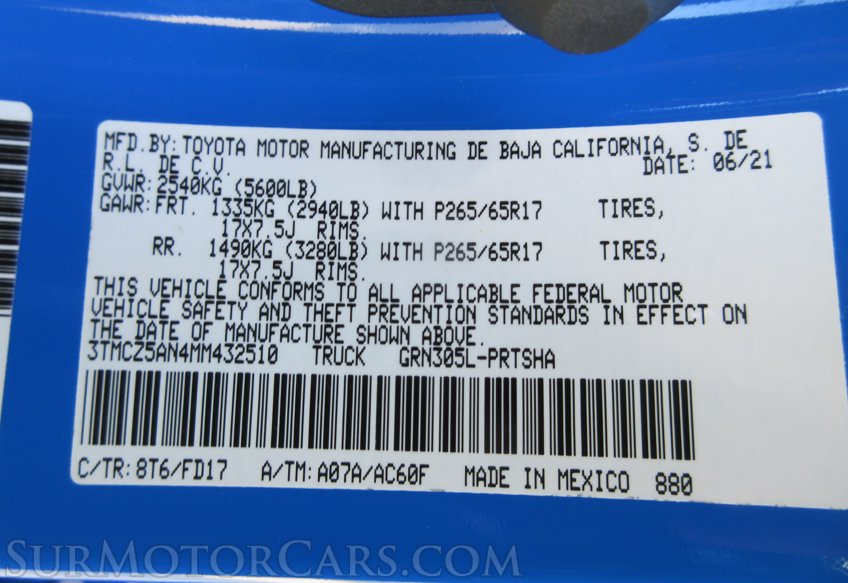 MFD.BY:TOYOTA MOTOR MANUFACTURING DE BAJA CALIFORNIA, S. DE
R.L. DE C.V. DATE: 06/21
GVWR:2540KG (5600LB)
GAWR:FRT. 1335KG (2940LB) WITH P265/65R17 TIRES,
17X7.5J RIMS.
RR. 1490KG (3280LB) WITH P265/65R17 TIRES,
17X7.5J RIMS.
THIS VEHICLE CONFORMS TO ALL APPLICABLE FEDERAL MOTOR
VEHICLE SAFETY AND THEFT PREVENTION STANDARDS IN EFFECT ON
THE DATE OF MANUFACTURE SHOWN ABOVE.
3TMCZ5AN4MM432510 TRUCK GRN305L-PRTSHA
C/TR:8T6/FD17 A/TM:A07A/AC60F MADE IN MEXICO 880
SurMotorCars.com